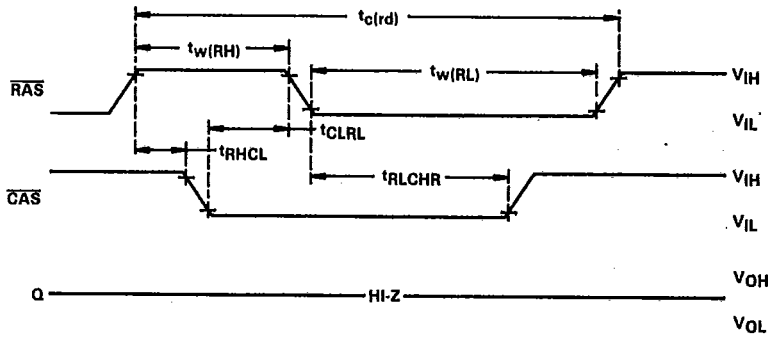 tc(rd)
tw(RH)
tw(RL)
RAS
VIH
VIL
tCLRL
tRHCL
tRLCHR
CAS
VIH
VIL
VOH
Q
HI-Z
VOL